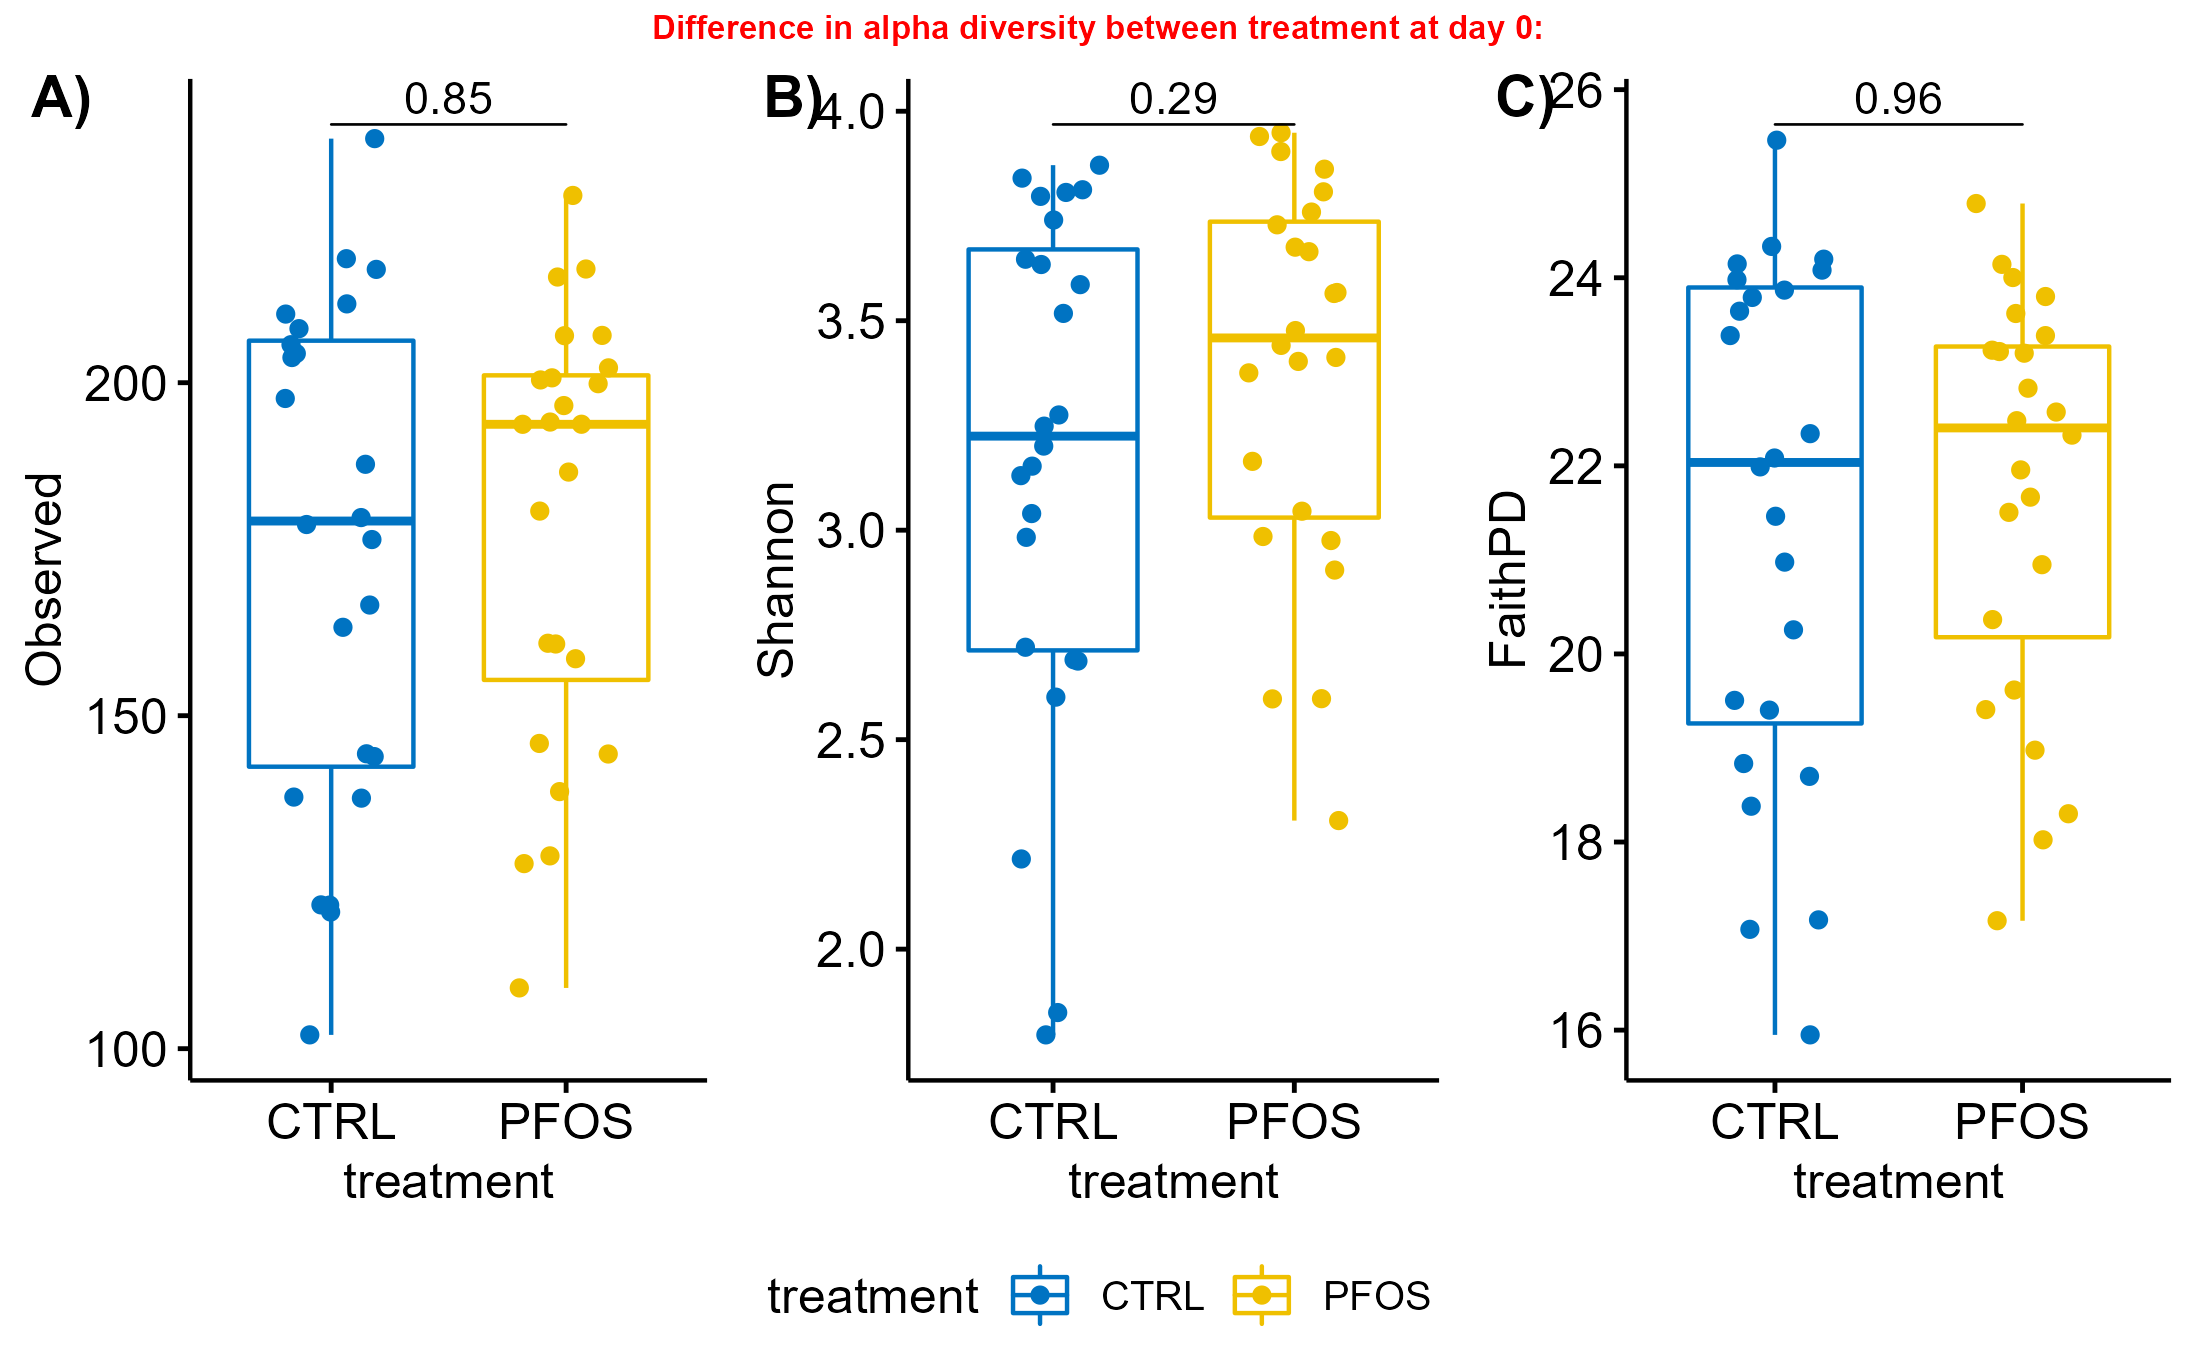 Difference in alpha diversity between treatment at day 0:
A)
0.85
Observed
200
150
100
CTRL PFOS
treatment
B)
0.29
Shannon
4.0
3.5
3.0
2.5
2.0
CTRL PFOS
treatment
C)
0.96
FaithPD
26
24
22
20
18
16
CTRL PFOS
treatment
treatment CTRL PFOS